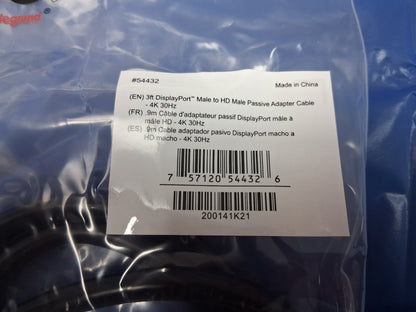 legrand
#54432
Made in China
(EN) 3ft DisplayPort™ Male to HD Male Passive Adapter Cable
- 4K 30Hz
(FR) .9m Câble d'adaptateur passif DisplayPort mâle à
mâle HD - 4K 30Hz
(ES) .9m Cable adaptador pasivo DisplayPort macho a
HD macho - 4K 30Hz
7 57120 54432 6
200141K21